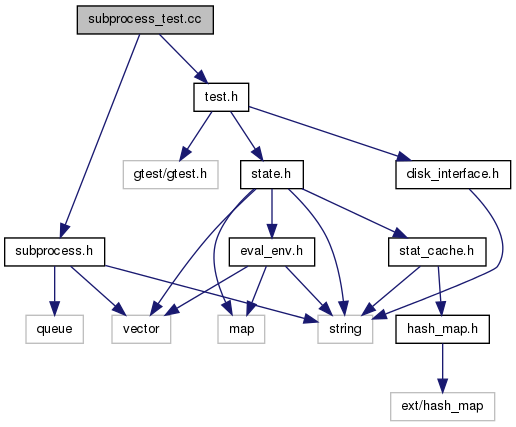 subprocess_test.cc
test.h
gtest/gtest.h
state.h
disk_interface.h
subprocess.h
eval_env.h
stat_cache.h
queue
vector
map
string
hash_map.h
ext/hash_map